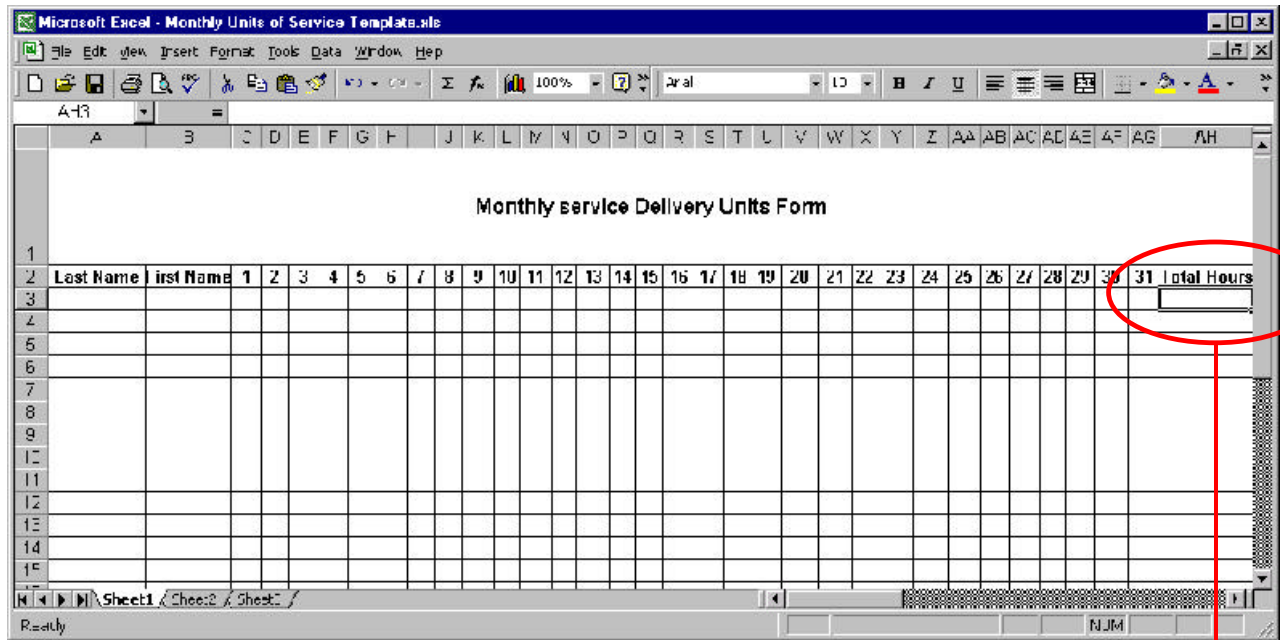 Microsoft Excel - Monthly Units of Service Template.xls
File Edit View Insert Format Tools Data Window Help
100% Arial 10 B I U A
AH3 =
A B C D E F G H I J K L M N O P Q R S T U V W X Y Z AA AB AC AD AE AF AG AH
Monthly service Delivery Units Form
1
2 Last Name First Name 1 2 3 4 5 6 7 8 9 10 11 12 13 14 15 16 17 18 19 20 21 22 23 24 25 26 27 28 29 30 31 Total Hours
3
4
5
6
7
8
9
10
11
12
13
14
15
Sheet1 Sheet2 Sheet3
Ready NUM